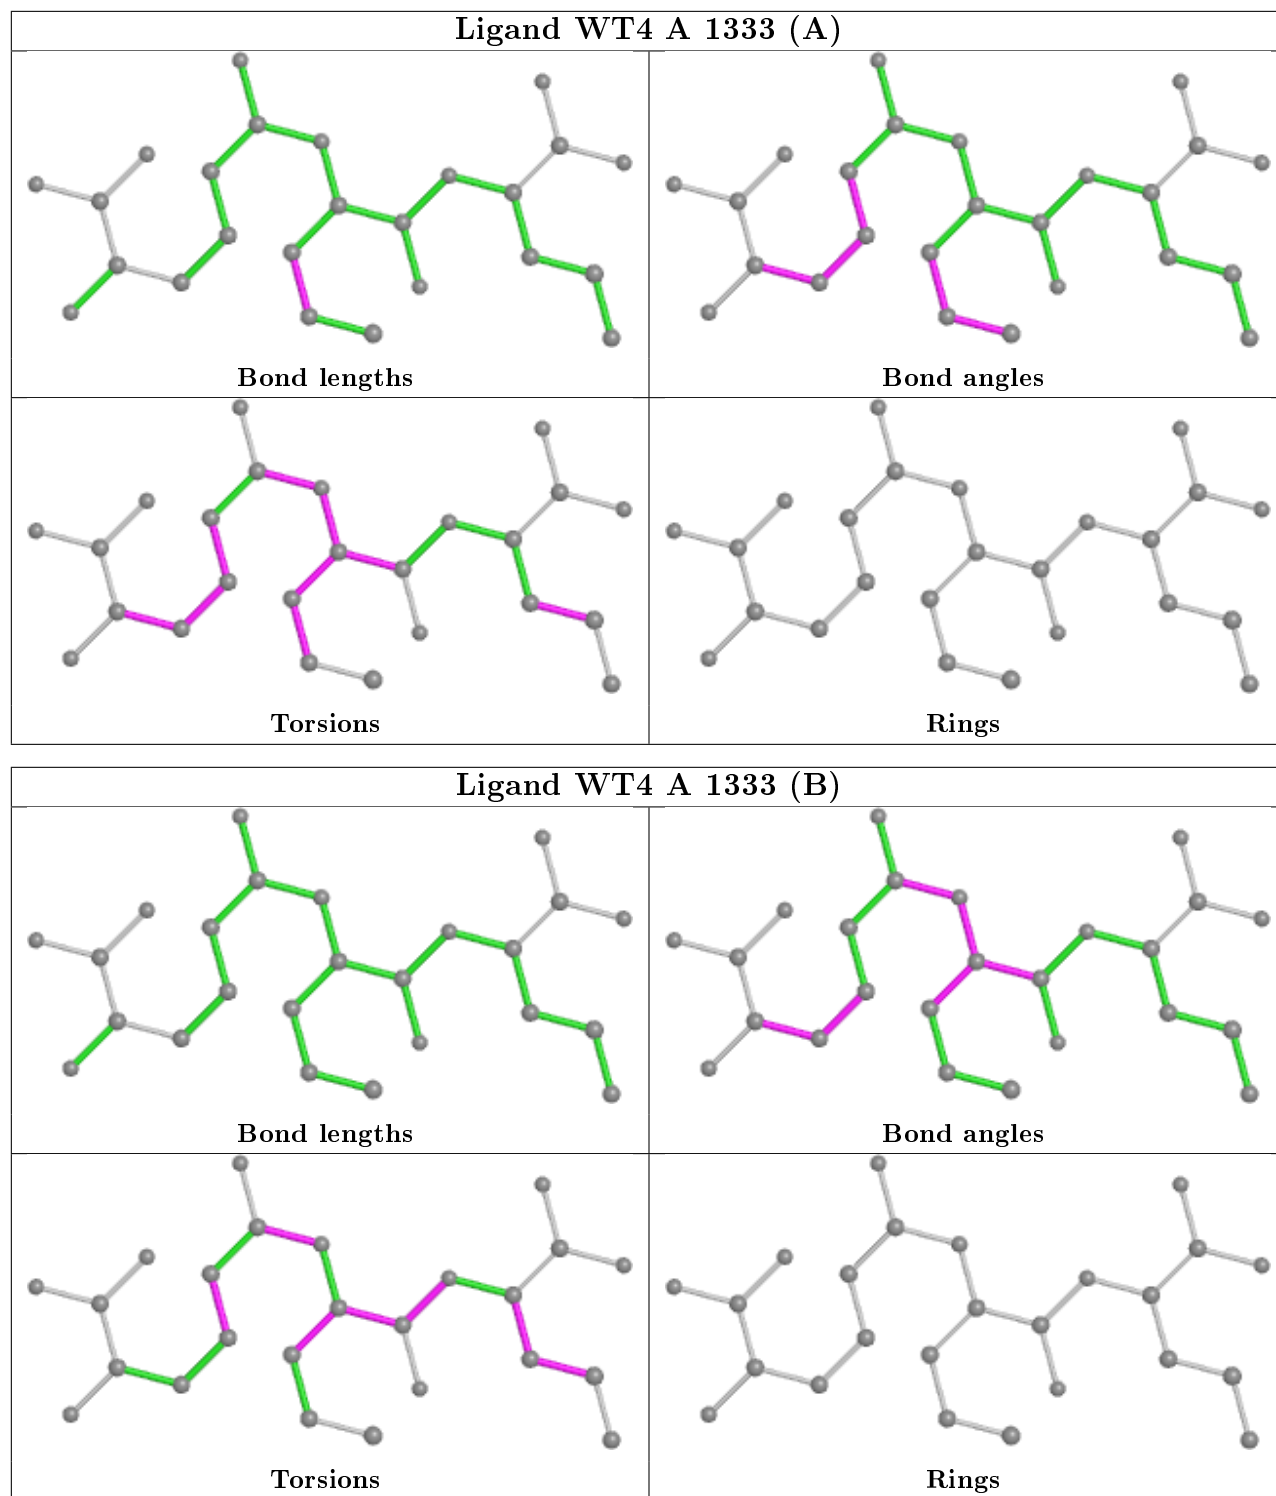 Ligand WT4 A 1333 (A)
Bond lengths
Bond angles
Torsions
Rings
Ligand WT4 A 1333 (B)
Bond lengths
Bond angles
Torsions
Rings